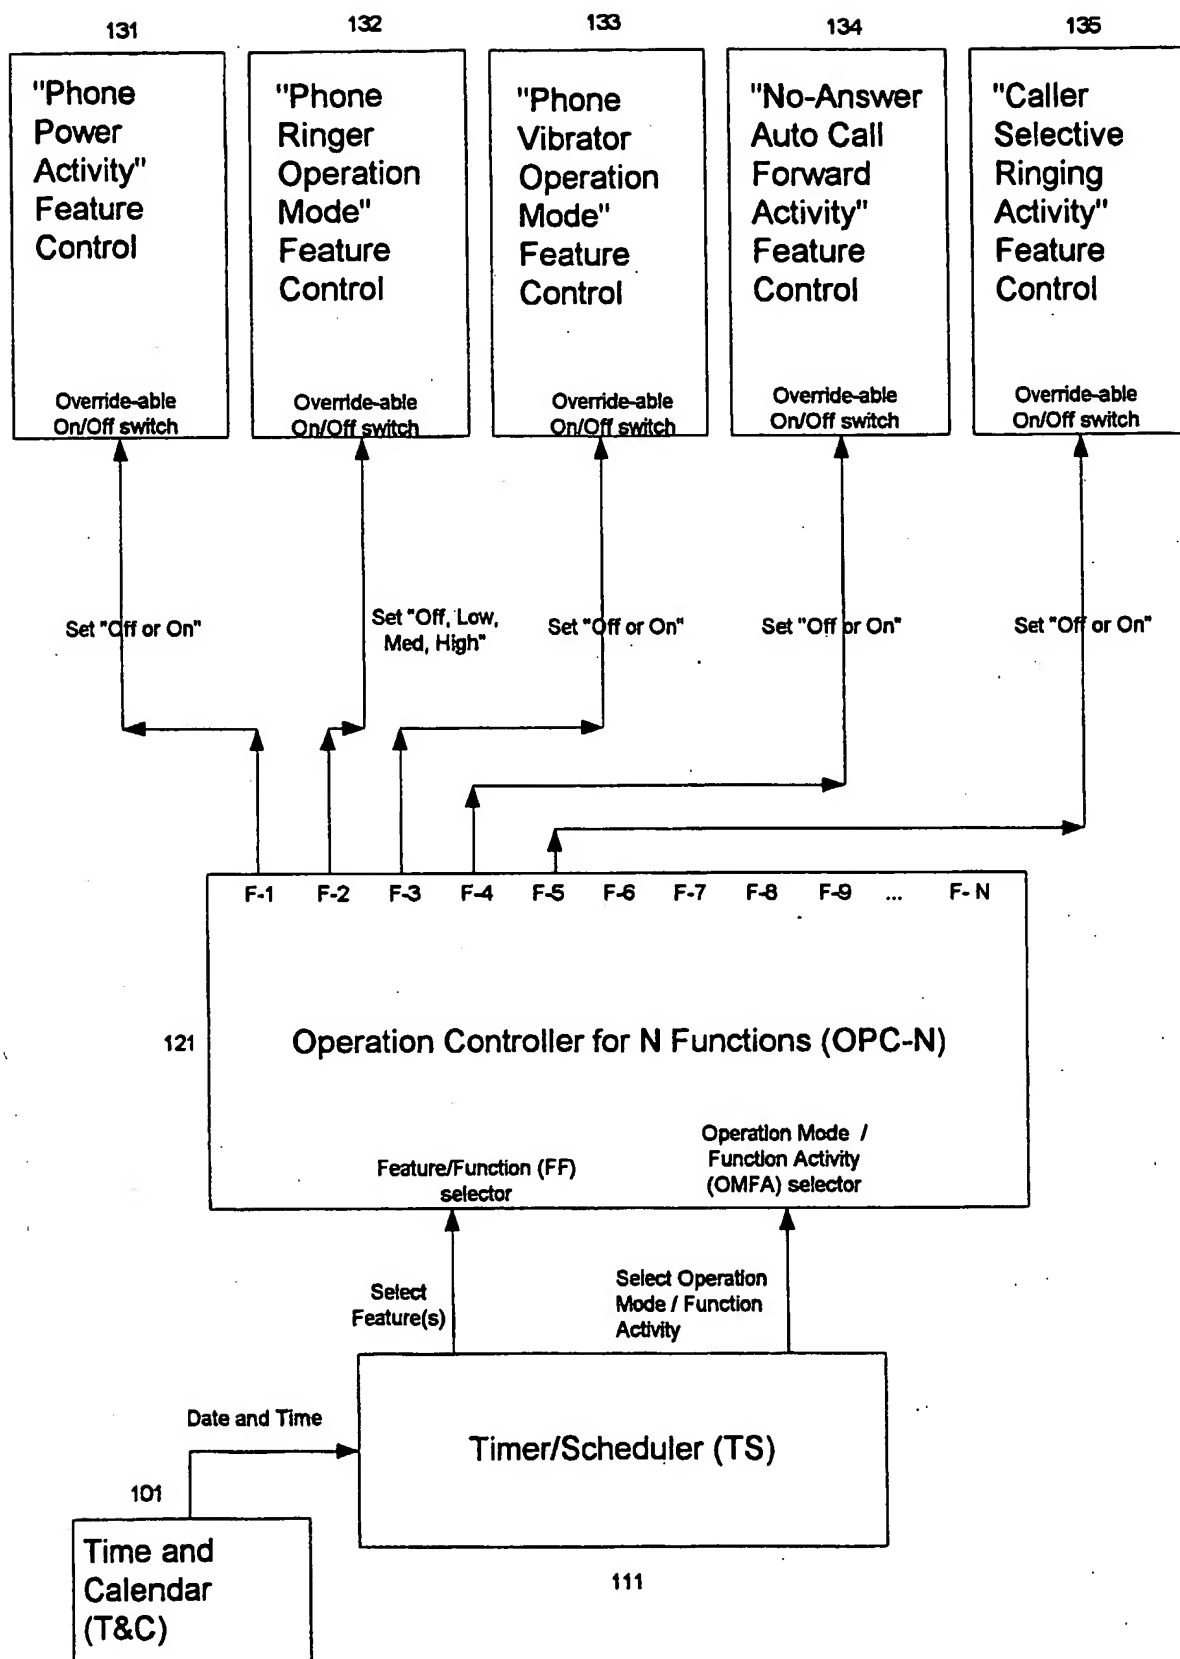 131
132
133
134
135
"Phone
Power
Activity"
Feature
Control
Override-able
On/Off switch
"Phone
Ringer
Operation
Mode"
Feature
Control
Override-able
On/Off switch
"Phone
Vibrator
Operation
Mode"
Feature
Control
Override-able
On/Off switch
"No-Answer
Auto Call
Forward
Activity"
Feature
Control
Override-able
On/Off switch
"Caller
Selective
Ringing
Activity"
Feature
Control
Override-able
On/Off switch
Set "Off or On"
Set "Off, Low,
Med, High"
Set "Off or On"
Set "Off or On"
Set "Off or On"
F-1 F-2 F-3 F-4 F-5 F-6 F-7 F-8 F-9 ... F- N
121
Operation Controller for N Functions (OPC-N)
Feature/Function (FF)
selector
Operation Mode /
Function Activity
(OMFA) selector
Select
Feature(s)
Select Operation
Mode / Function
Activity
Date and Time
Timer/Scheduler (TS)
111
101
Time and
Calendar
(T&C)